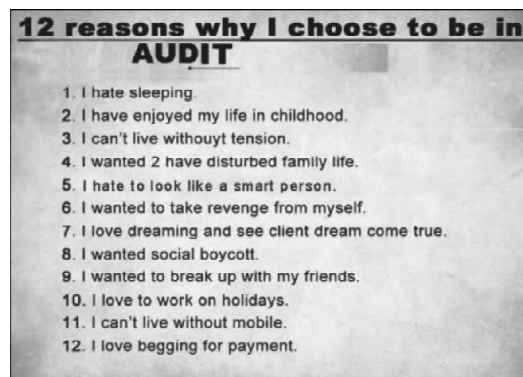 12 reasons why I choose to be in
AUDIT
1. I hate sleeping.
2. I have enjoyed my life in childhood.
3. I can't live withouyt tension.
4. I wanted 2 have disturbed family life.
5. I hate to look like a smart person.
6. I wanted to take revenge from myself.
7. I love dreaming and see client dream come true.
8. I wanted social boycott.
9. I wanted to break up with my friends.
10. I love to work on holidays.
11. I can't live without mobile.
12. I love begging for payment.